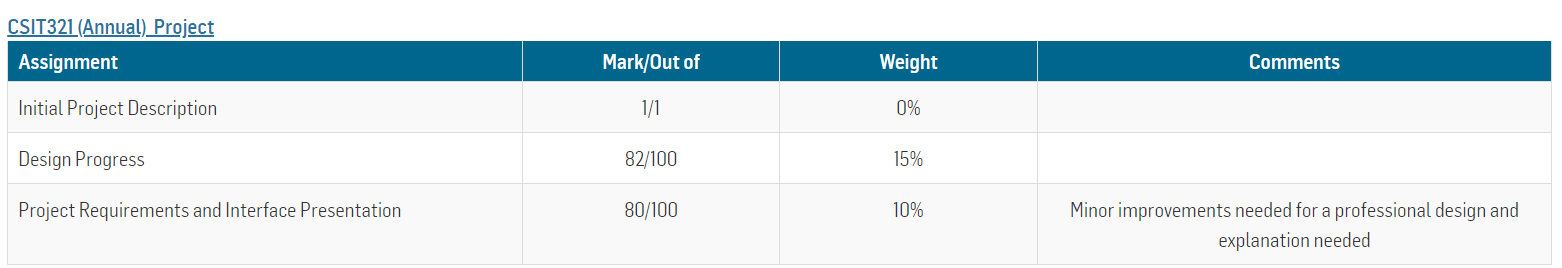 CSIT321 (Annual) Project
Assignment Mark/Out of Weight Comments
Initial Project Description 1/1 0%
Design Progress 82/100 15%
Project Requirements and Interface Presentation 80/100 10% Minor improvements needed for a professional design and
explanation needed